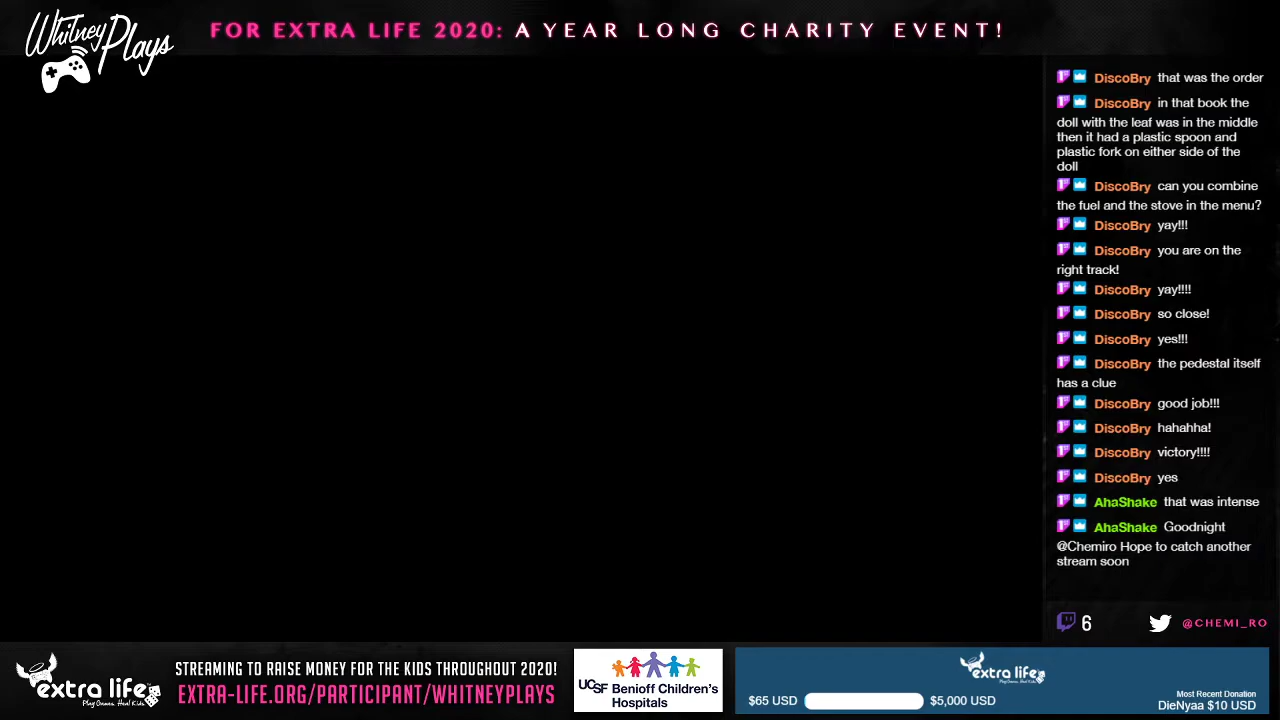 Whitney Plays
FOR EXTRA LIFE 2020: A YEAR LONG CHARITY EVENT!
DiscoBry that was the order
DiscoBry in that book the
doll with the leaf was in the middle
then it had a plastic spoon and
plastic fork on either side of the
doll
DiscoBry can you combine
the fuel and the stove in the menu?
DiscoBry yay!!!
DiscoBry you are on the
right track!
DiscoBry yay!!!!
DiscoBry so close!
DiscoBry yes!!!
DiscoBry the pedestal itself
has a clue
DiscoBry good job!!!
DiscoBry hahahha!
DiscoBry victory!!!!
DiscoBry yes
AhaShake that was intense
AhaShake Goodnight
@Chemiro Hope to catch another
stream soon
6 @CHEMI_RO
extra life
Play Games. Heal Kids.
STREAMING TO RAISE MONEY FOR THE KIDS THROUGHOUT 2020!
EXTRA-LIFE.ORG/PARTICIPANT/WHITNEYPLAYS
UCSF Benioff Children's
Hospitals
extra life
$65 USD $5,000 USD
Most Recent Donation
DieNyaa $10 USD